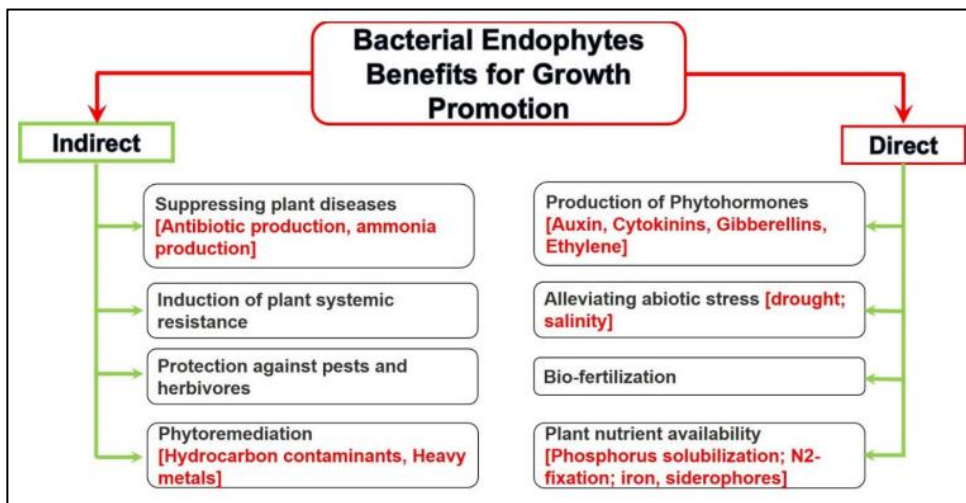 Bacterial Endophytes
Benefits for Growth
Promotion
Indirect
Direct
Suppressing plant diseases
[Antibiotic production, ammonia
production]
Induction of plant systemic
resistance
Protection against pests and
herbivores
Phytoremediation
[Hydrocarbon contaminants, Heavy
metals]
Production of Phytohormones
[Auxin, Cytokinins, Gibberellins,
Ethylene]
Alleviating abiotic stress [drought;
salinity]
Bio-fertilization
Plant nutrient availability
[Phosphorus solubilization; N2-
fixation; iron, siderophores]